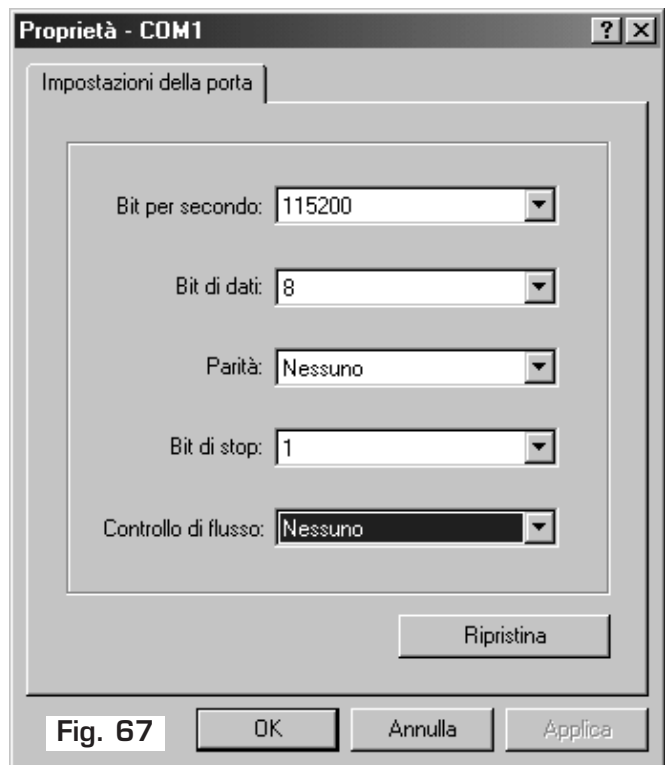 Proprietà - COM1
Impostazioni della porta
Bit per secondo: 115200
Bit di dati: 8
Parità: Nessuno
Bit di stop: 1
Controllo di flusso: Nessuno
Ripristina
Fig. 67 OK Annulla Applica